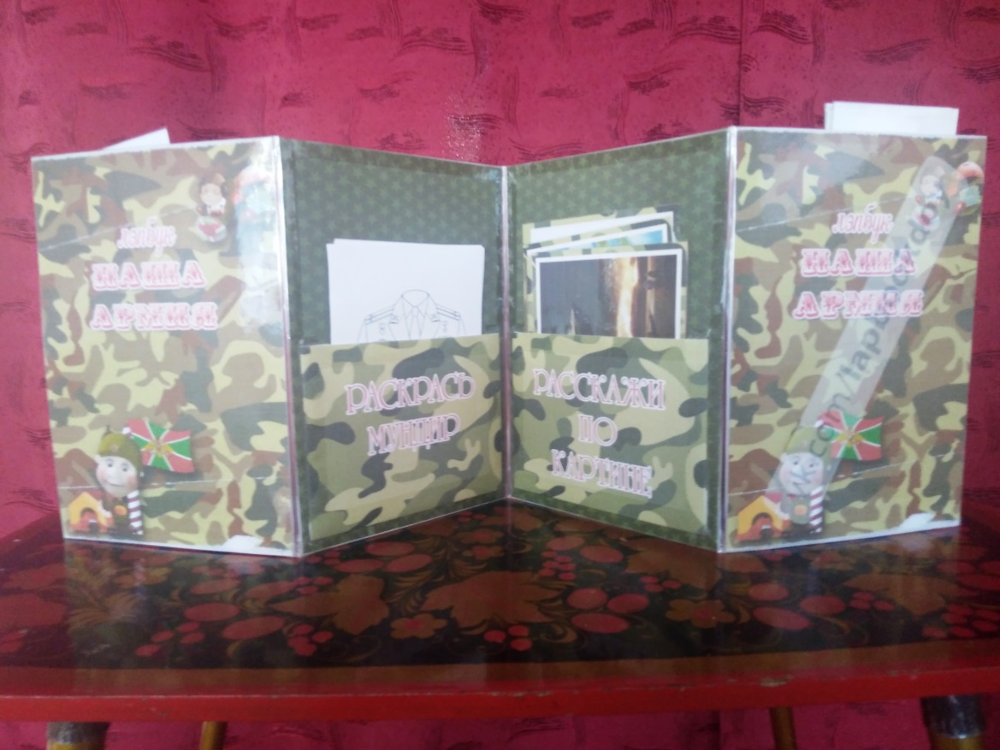 лэпбук
НАША
АРМИЯ
РАСКРАСЬ
МУНДИР
РАССКАЖИ
ПО
КАРТИНЕ
лэпбук
НАША
АРМИЯ